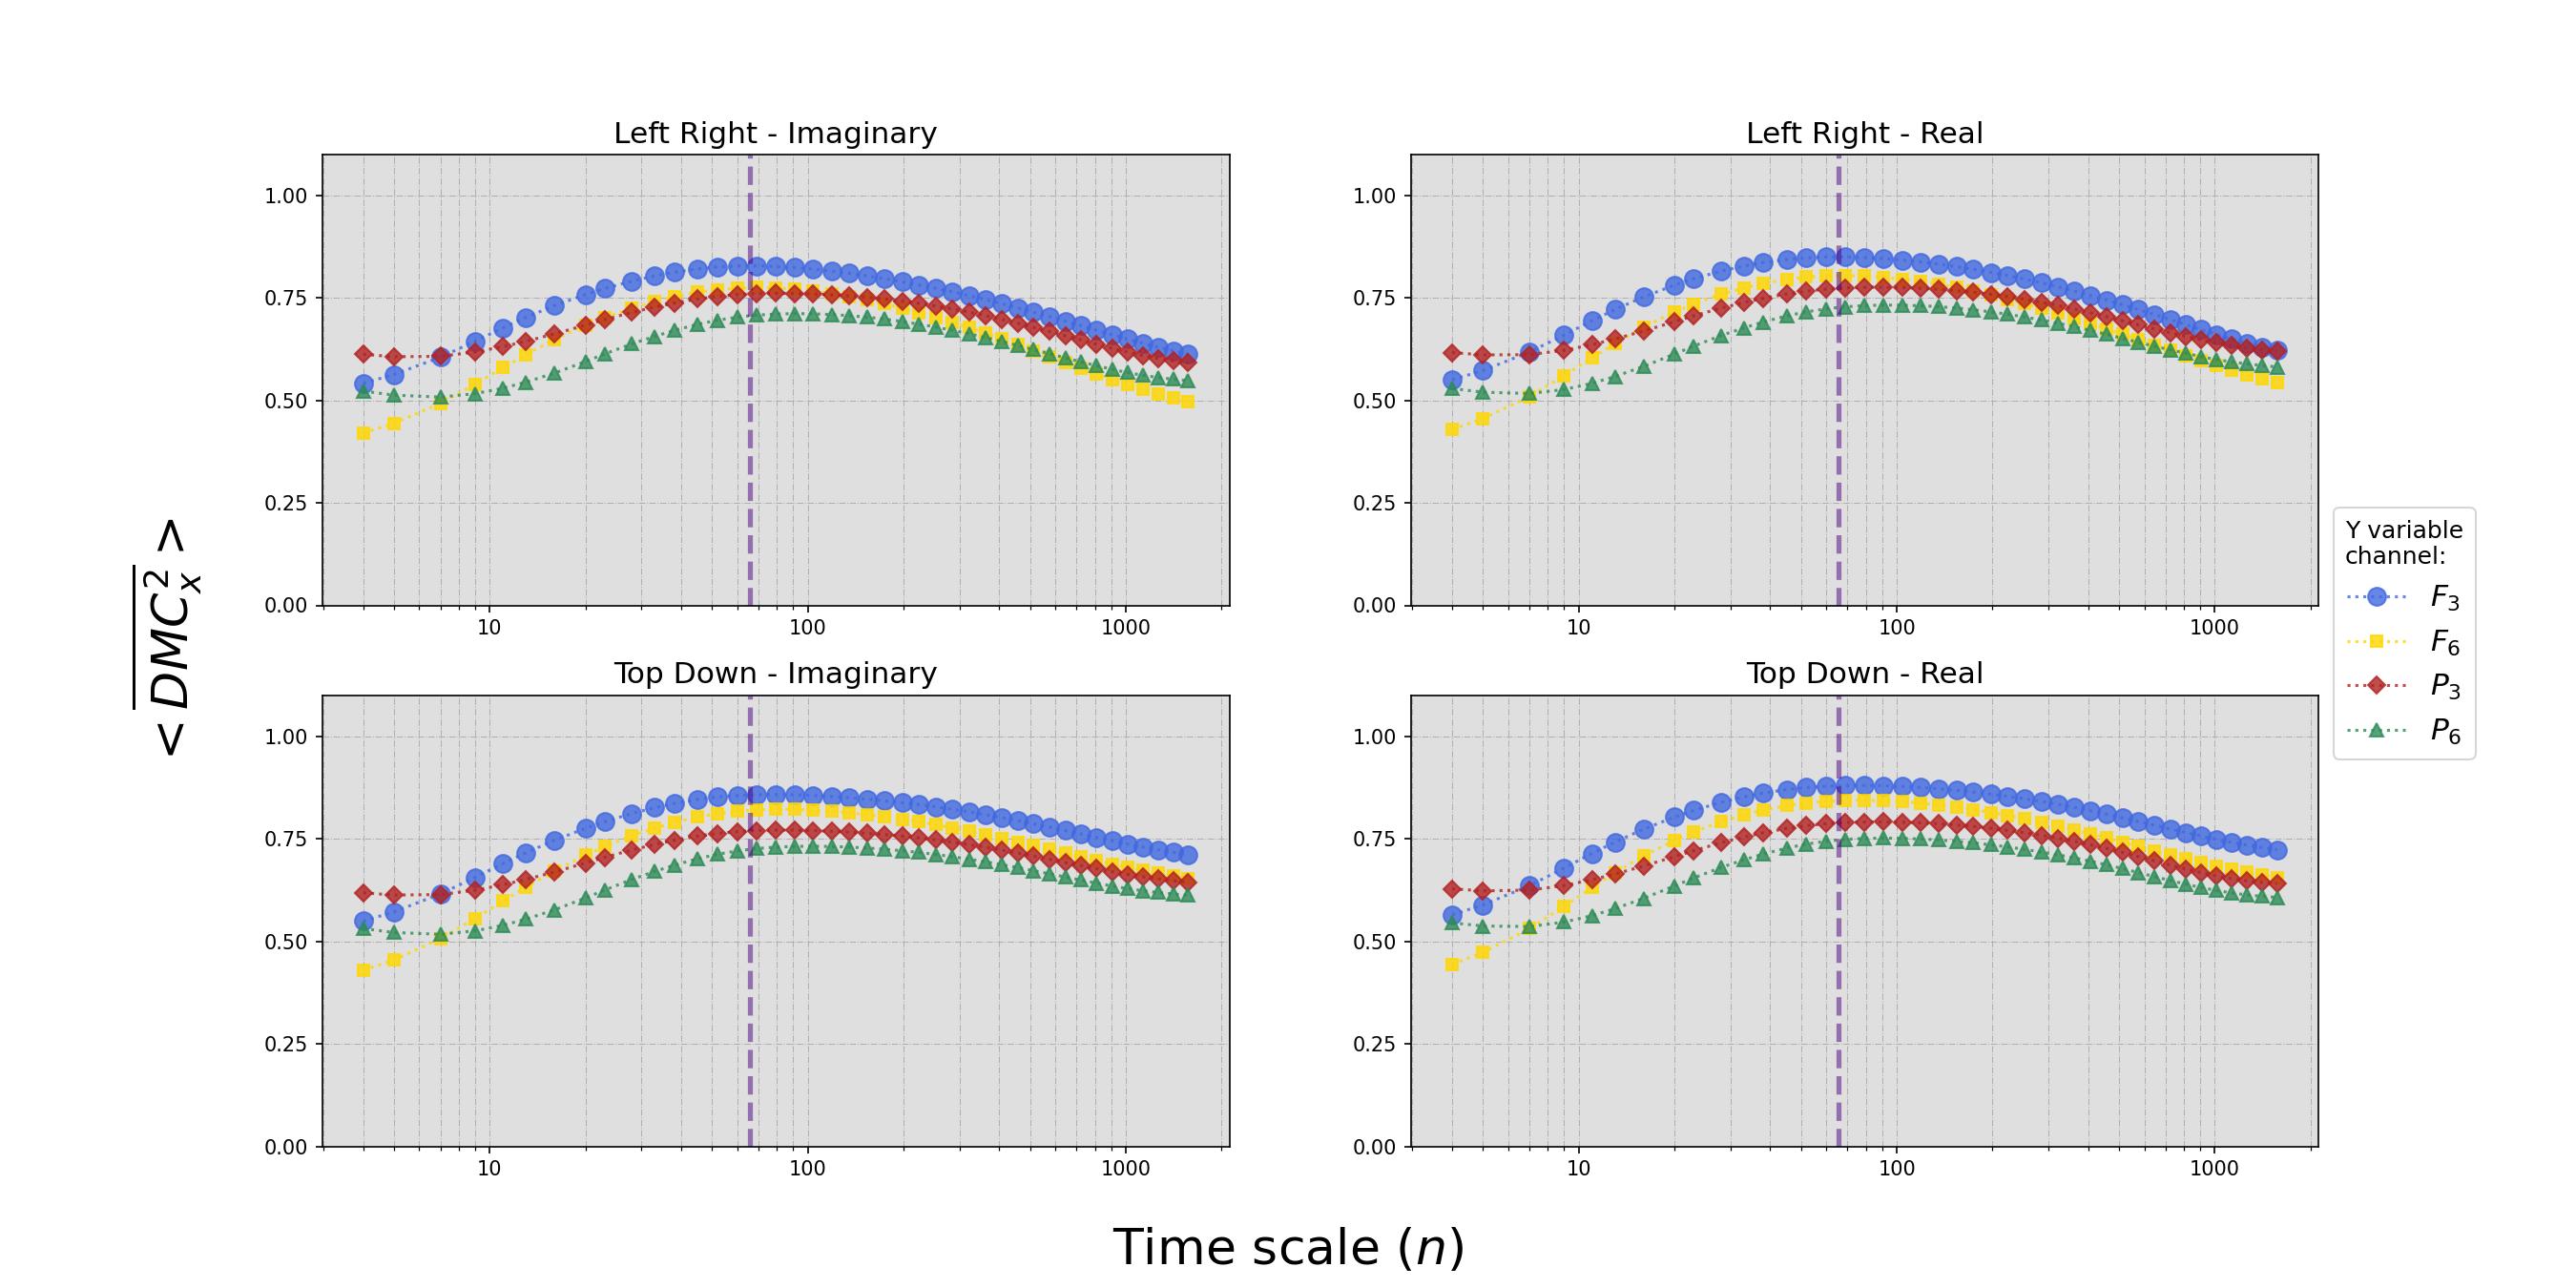 Left Right - Imaginary
1.00
0.75
0.50
0.25
0.00
10 100 1000
Left Right - Real
1.00
0.75
0.50
0.25
0.00
10 100 1000
Top Down - Imaginary
1.00
0.75
0.50
0.25
0.00
10 100 1000
Top Down - Real
1.00
0.75
0.50
0.25
0.00
10 100 1000
Y variable
channel:
F₃
F₆
P₃
P₆
< \overline{DMC_x^2} >
Time scale (n)